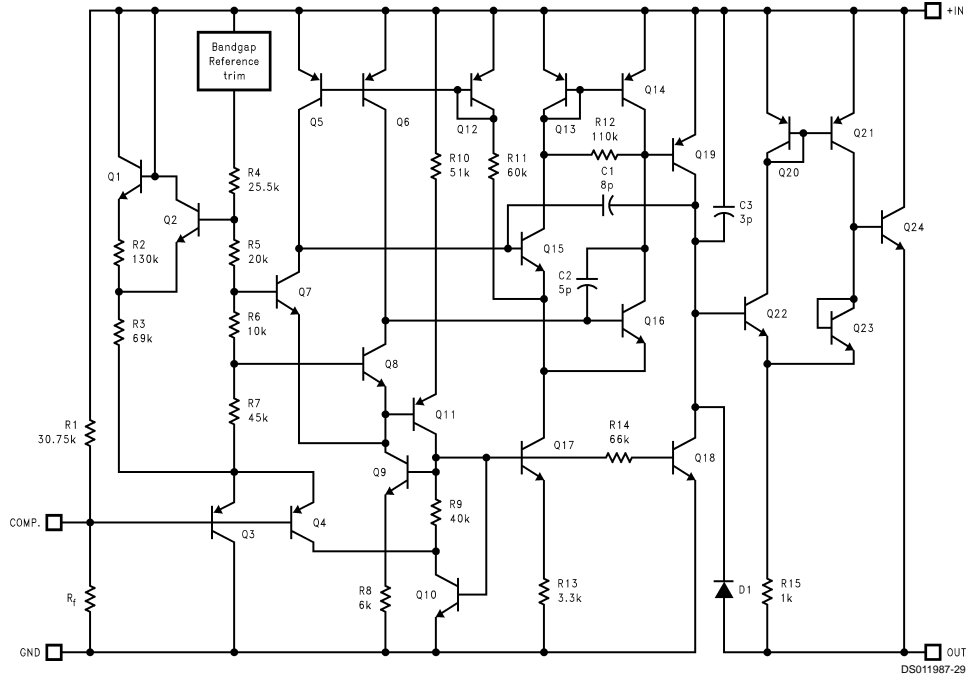 +IN
Bandgap
Reference
trim
Q5
Q6
Q12
Q13
Q14
R12
110k
Q19
Q20
Q21
Q1
Q2
R4
25.5k
R10
51k
R11
60k
C1
8p
C3
3p
Q24
R2
130k
R5
20k
Q15
C2
5p
Q7
R3
69k
R6
10k
Q8
Q16
Q22
Q23
R1
30.75k
R7
45k
Q11
Q9
Q17
R14
66k
Q18
COMP.
Q3
Q4
R9
40k
Rf
R8
6k
Q10
R13
3.3k
D1
R15
1k
GND
OUT
DS011987-29